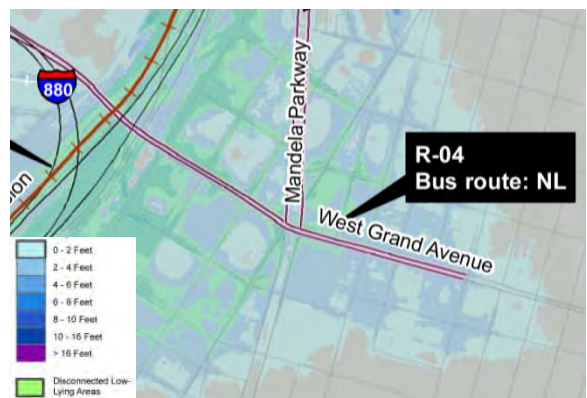 880
Mandela Parkway
R-04
Bus route: NL
West Grand Avenue
sion
0 - 2 Feet
2 - 4 Feet
4 - 6 Feet
6 - 8 Feet
8 - 10 Feet
10 - 16 Feet
> 16 Feet
Disconnected Low-
Lying Areas